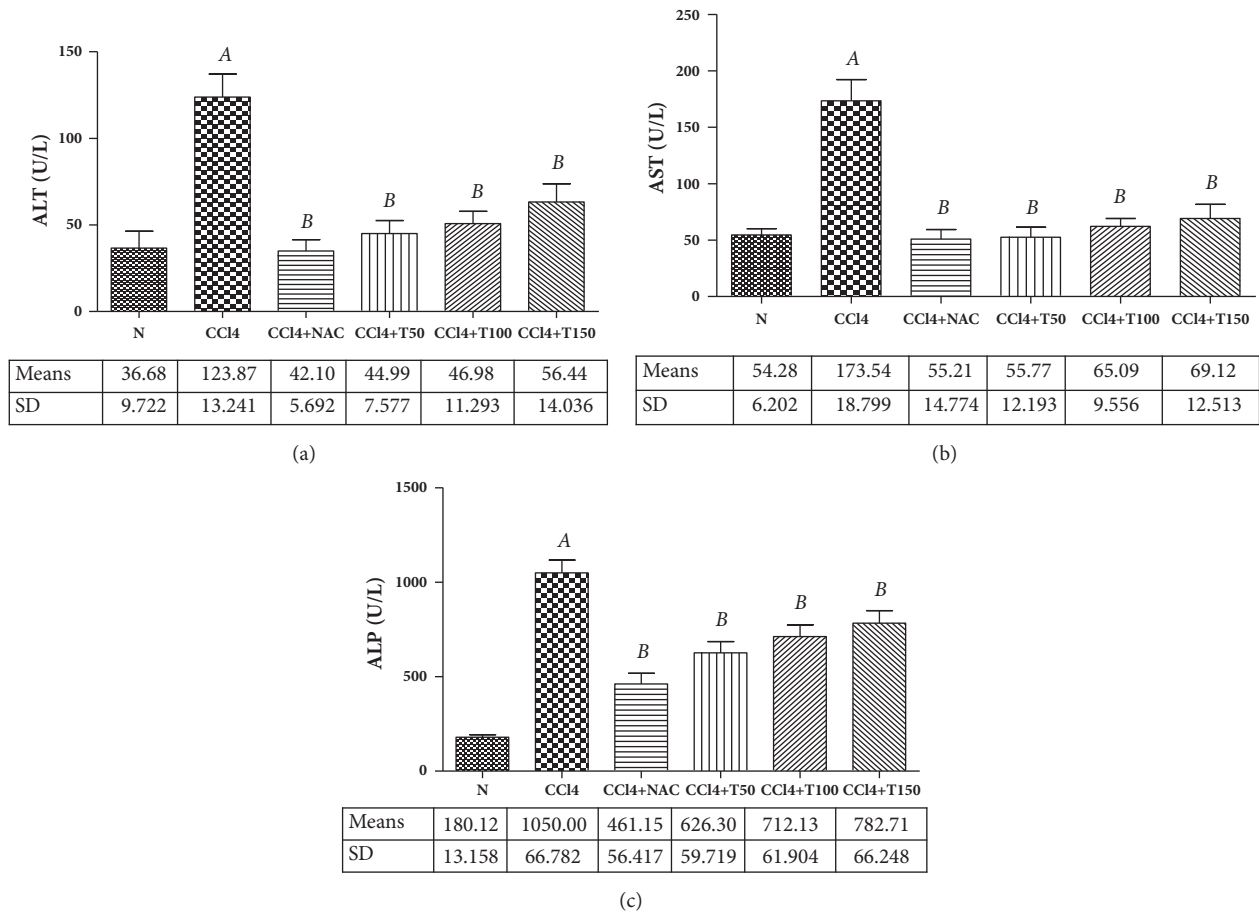 ALT (U/L)
150
100
50
0
A
B
B
B
B
N CCl4 CCl4+NAC CCl4+T50 CCl4+T100 CCl4+T150
Means 36.68 123.87 42.10 44.99 46.98 56.44
SD 9.722 13.241 5.692 7.577 11.293 14.036
(a)
AST (U/L)
250
200
150
100
50
0
A
B
B
B
B
N CCl4 CCl4+NAC CCl4+T50 CCl4+T100 CCl4+T150
Means 54.28 173.54 55.21 55.77 65.09 69.12
SD 6.202 18.799 14.774 12.193 9.556 12.513
(b)
ALP (U/L)
1500
1000
500
0
A
B
B
B
B
N CCl4 CCl4+NAC CCl4+T50 CCl4+T100 CCl4+T150
Means 180.12 1050.00 461.15 626.30 712.13 782.71
SD 13.158 66.782 56.417 59.719 61.904 66.248
(c)